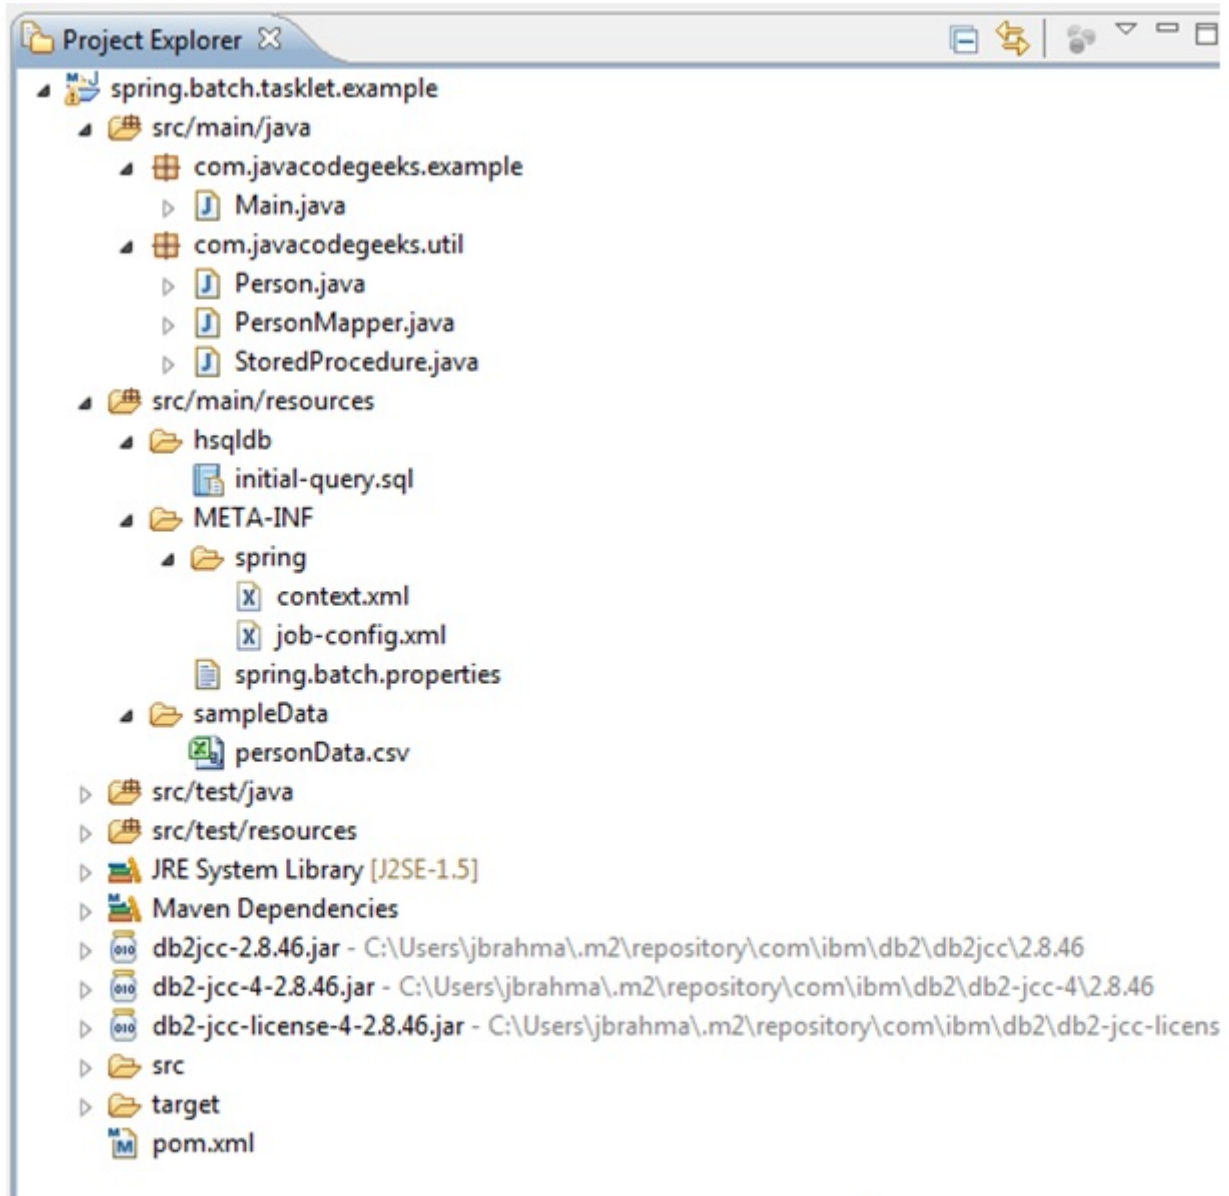 Project Explorer
spring.batch.tasklet.example
src/main/java
com.javacodegeeks.example
Main.java
com.javacodegeeks.util
Person.java
PersonMapper.java
StoredProcedure.java
src/main/resources
hsqldb
initial-query.sql
META-INF
spring
context.xml
job-config.xml
spring.batch.properties
sampleData
personData.csv
src/test/java
src/test/resources
JRE System Library [J2SE-1.5]
Maven Dependencies
db2jcc-2.8.46.jar - C:\Users\jbrahma\.m2\repository\com\ibm\db2\db2jcc\2.8.46
db2-jcc-4-2.8.46.jar - C:\Users\jbrahma\.m2\repository\com\ibm\db2\db2-jcc-4\2.8.46
db2-jcc-license-4-2.8.46.jar - C:\Users\jbrahma\.m2\repository\com\ibm\db2\db2-jcc-licens
src
target
pom.xml